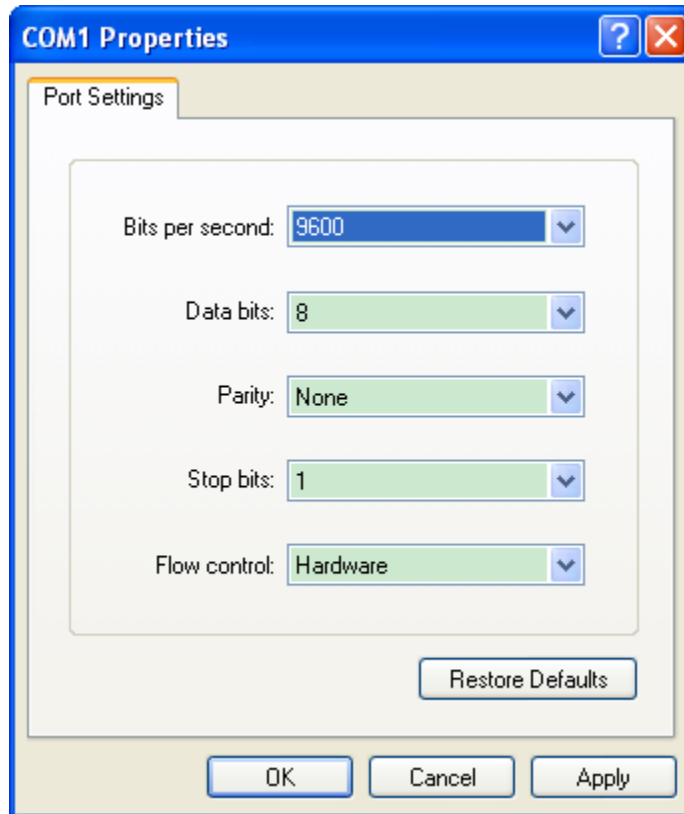 COM1 Properties
Port Settings
Bits per second: 9600
Data bits: 8
Parity: None
Stop bits: 1
Flow control: Hardware
Restore Defaults
OK Cancel Apply